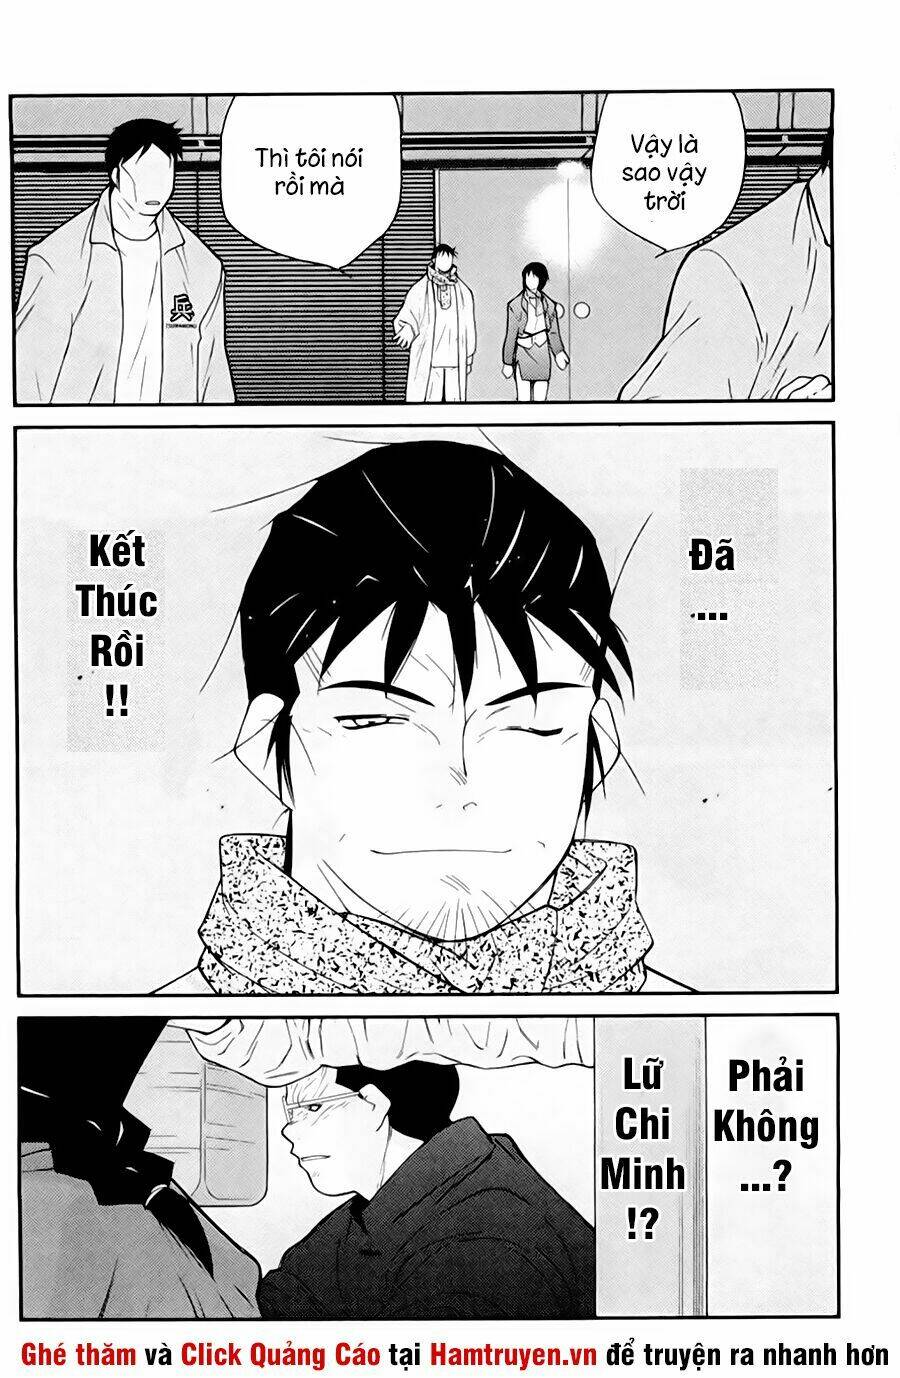 Vậy là
sao vậy
trời
Thì tôi nói
rồi mà
兵
Đã
...
Kết
Thúc
Rồi
!!
Phải
Không
...?
Lữ
Chi
Minh
!?
Ghé thăm và Click Quảng Cáo tại Hamtruyen.vn để truyện ra nhanh hơn